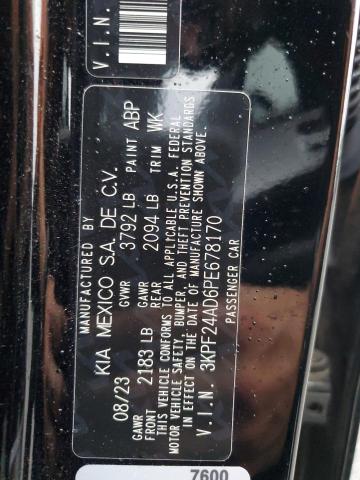 V.I.N.
MANUFACTURED BY
KIA MEXICO S.A. DE C.V.
08/23 GVWR 3792 LB PAINT ABP
GAWR FRONT 2183 LB GAWR REAR 2094 LB TRIM WK
THIS VEHICLE CONFORMS TO ALL APPLICABLE U.S.A. FEDERAL
MOTOR VEHICLE SAFETY, BUMPER, AND THEFT PREVENTION STANDARDS
IN EFFECT ON THE DATE OF MANUFACTURE SHOWN ABOVE.
V.I.N. 3KPF24AD6PE678170
PASSENGER CAR
7600